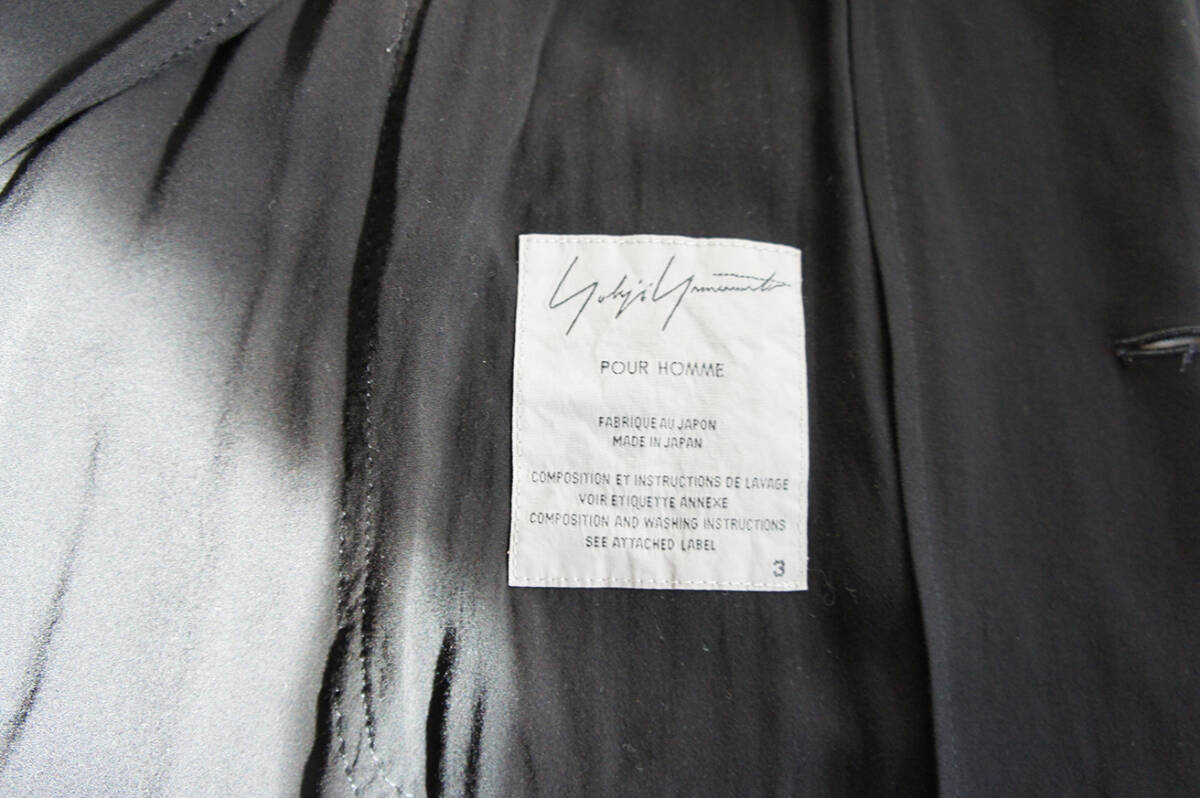 Yohji Yamamoto
POUR HOMME
FABRIQUE AU JAPON
MADE IN JAPAN
COMPOSITION ET INSTRUCTIONS DE LAVAGE
VOIR ETIQUETTE ANNEXE
COMPOSITION AND WASHING INSTRUCTIONS
SEE ATTACHED LABEL
3